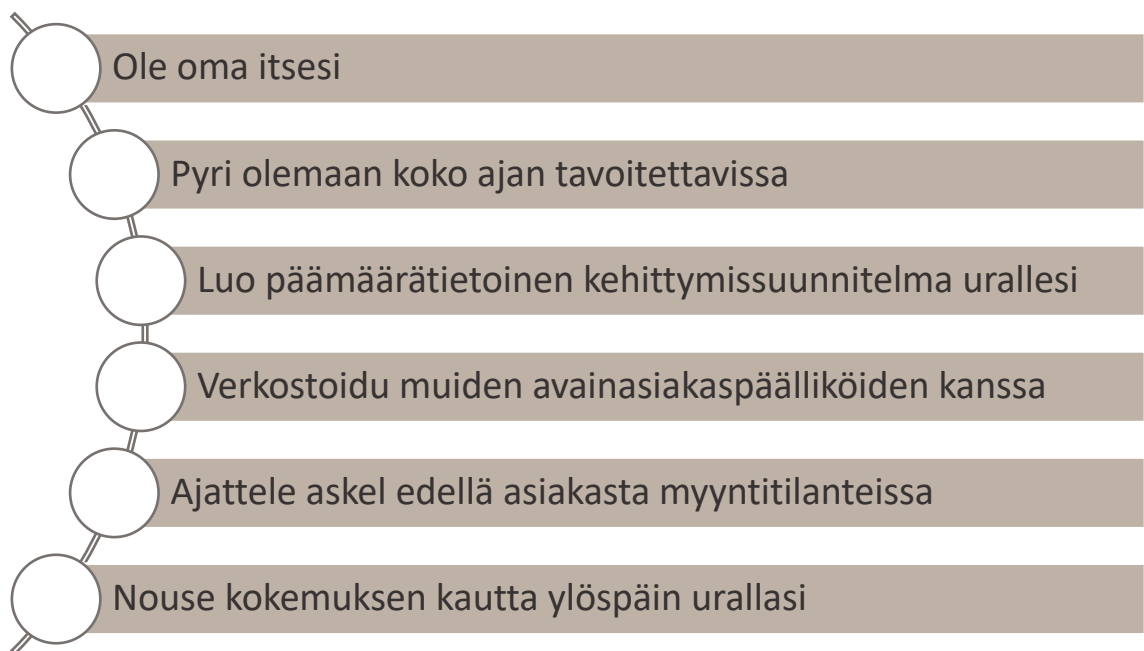 Ole oma itsesi
Pyri olemaan koko ajan tavoitettavissa
Luo päämäärätietoinen kehittymissuunnitelma urallesi
Verkostoidu muiden avainasiakaspäälliköiden kanssa
Ajattele askel edellä asiakasta myyntitilanteissa
Nouse kokemuksen kautta ylöspäin urallasi